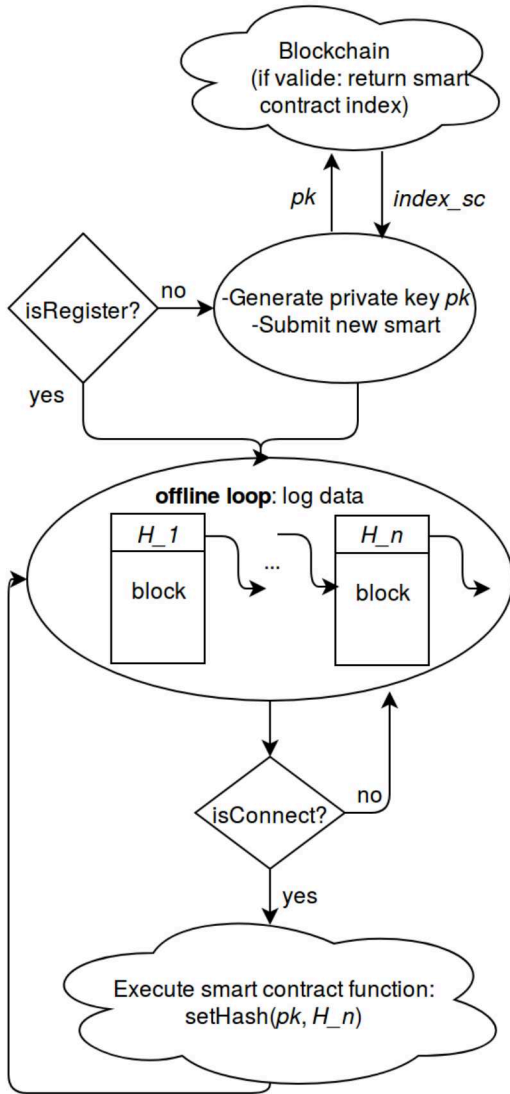 Blockchain
(if valide: return smart
contract index)
pk
index_sc
isRegister?
no
-Generate private key pk
-Submit new smart
yes
offline loop: log data
H_1
...
H_n
block
block
isConnect?
no
yes
Execute smart contract function:
setHash(pk, H_n)